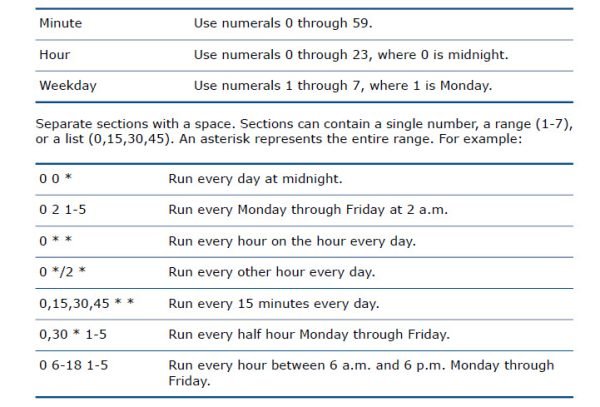 Minute Use numerals 0 through 59.
Hour Use numerals 0 through 23, where 0 is midnight.
Weekday Use numerals 1 through 7, where 1 is Monday.
Separate sections with a space. Sections can contain a single number, a range (1-7),
or a list (0,15,30,45). An asterisk represents the entire range. For example:
0 0 * Run every day at midnight.
0 2 1-5 Run every Monday through Friday at 2 a.m.
0 * * Run every hour on the hour every day.
0 */2 * Run every other hour every day.
0,15,30,45 * * Run every 15 minutes every day.
0,30 * 1-5 Run every half hour Monday through Friday.
0 6-18 1-5 Run every hour between 6 a.m. and 6 p.m. Monday through
Friday.